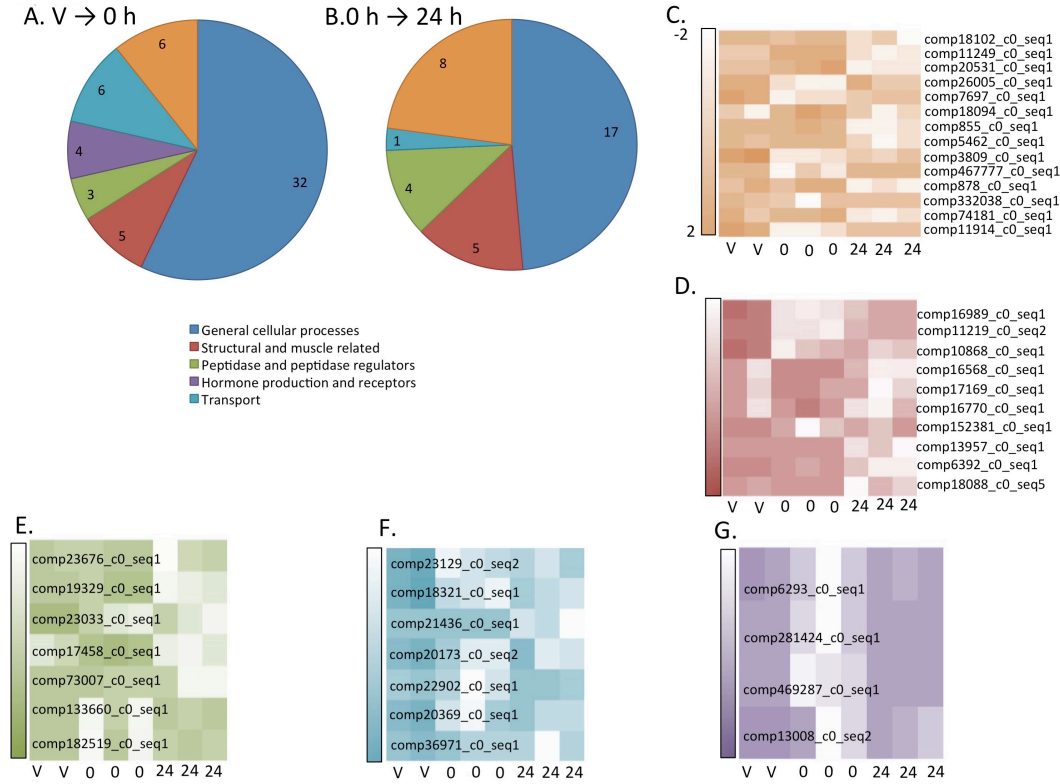 A. V → 0 h
6
6
4
3
5
32
B.0 h → 24 h
8
1
4
5
17
General cellular processes
Structural and muscle related
Peptidase and peptidase regulators
Hormone production and receptors
Transport
C.
-2
2
comp18102_c0_seq1
comp11249_c0_seq1
comp20531_c0_seq1
comp26005_c0_seq1
comp7697_c0_seq1
comp18094_c0_seq1
comp855_c0_seq1
comp5462_c0_seq1
comp3809_c0_seq1
comp467777_c0_seq1
comp878_c0_seq1
comp332038_c0_seq1
comp74181_c0_seq1
comp11914_c0_seq1
V V 0 0 0 24 24 24
D.
comp16989_c0_seq1
comp11219_c0_seq2
comp10868_c0_seq1
comp16568_c0_seq1
comp17169_c0_seq1
comp16770_c0_seq1
comp152381_c0_seq1
comp13957_c0_seq1
comp6392_c0_seq1
comp18088_c0_seq5
V V 0 0 0 24 24 24
E.
comp23676_c0_seq1
comp19329_c0_seq1
comp23033_c0_seq1
comp17458_c0_seq1
comp73007_c0_seq1
comp133660_c0_seq1
comp182519_c0_seq1
V V 0 0 0 24 24 24
F.
comp23129_c0_seq2
comp18321_c0_seq1
comp21436_c0_seq1
comp20173_c0_seq2
comp22902_c0_seq1
comp20369_c0_seq1
comp36971_c0_seq1
V V 0 0 0 24 24 24
G.
comp6293_c0_seq1
comp281424_c0_seq1
comp469287_c0_seq1
comp13008_c0_seq2
V V 0 0 0 24 24 24